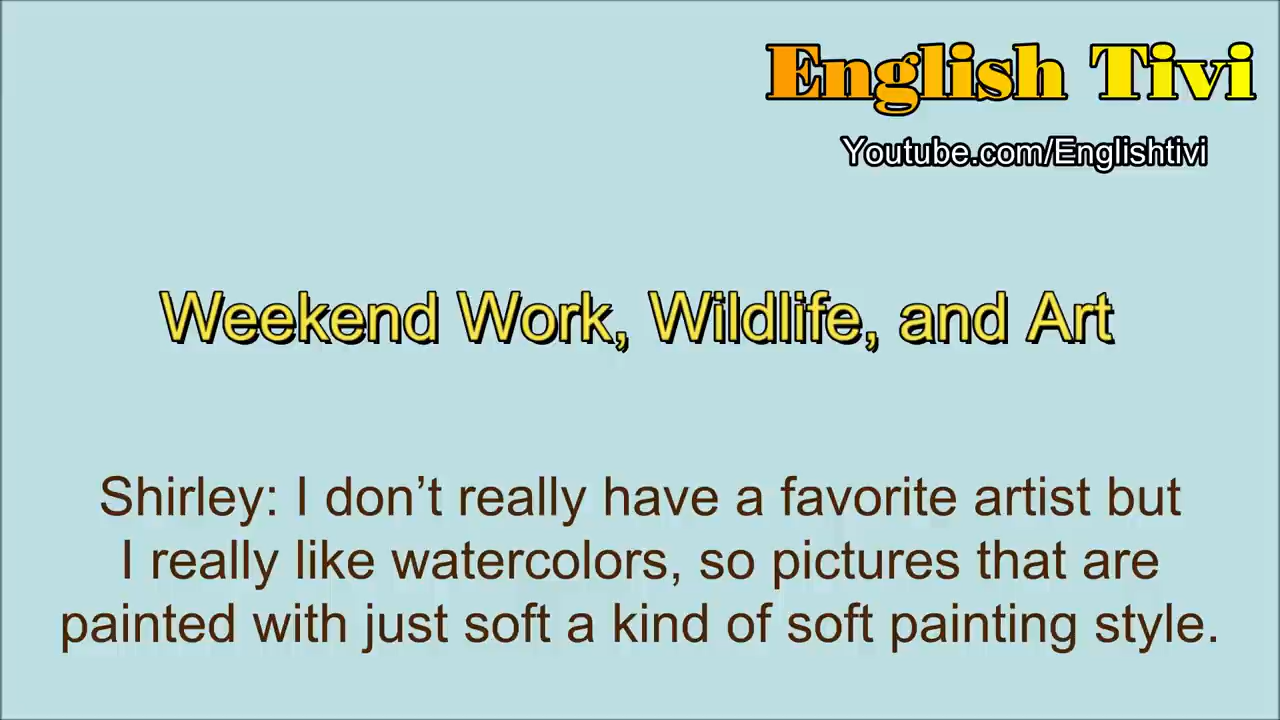 English Tivi
Youtube.com/Englishtivi
Weekend Work, Wildlife, and Art
Shirley: I don’t really have a favorite artist but
I really like watercolors, so pictures that are
painted with just soft a kind of soft painting style.